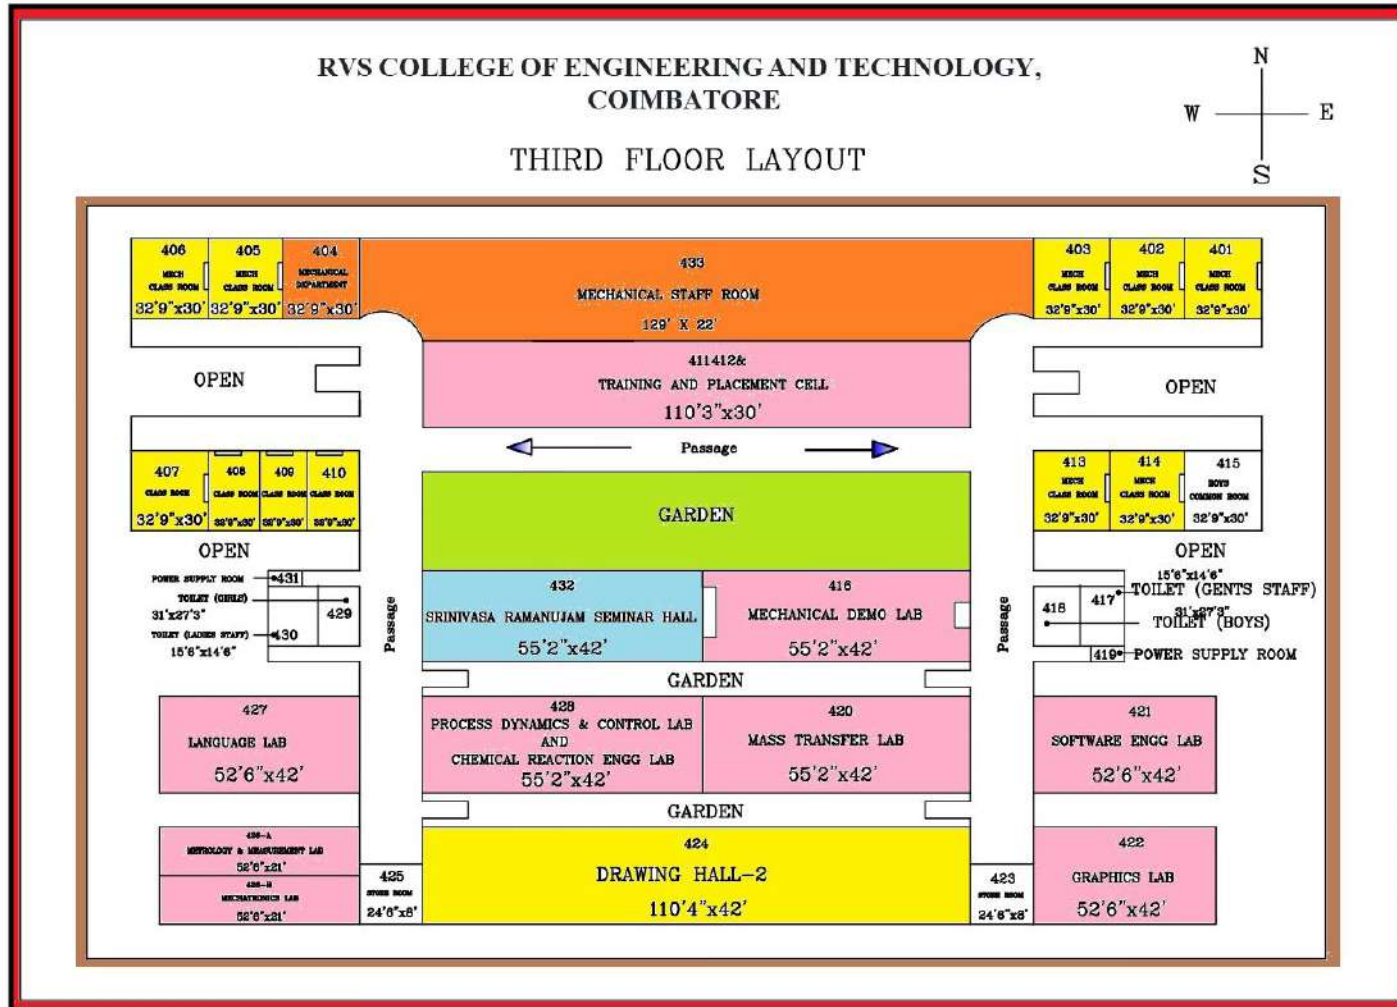 RVS COLLEGE OF ENGINEERING AND TECHNOLOGY,
COIMBATORE
THIRD FLOOR LAYOUT
N
W
E
S
406
MECH
CLASS ROOM
32'9"x30'
405
MECH
CLASS ROOM
32'9"x30'
404
MECHANICAL
DEPARTMENT
32'9"x30'
433
MECHANICAL STAFF ROOM
129' X 22'
403
MECH
CLASS ROOM
32'9"x30'
402
MECH
CLASS ROOM
32'9"x30'
401
MECH
CLASS ROOM
32'9"x30'
411412&
TRAINING AND PLACEMENT CELL
110'3"x30'
OPEN
OPEN
Passage
407
CLASS ROOM
32'9"x30'
408
CLASS ROOM
32'9"x30'
409
CLASS ROOM
32'9"x30'
410
CLASS ROOM
32'9"x30'
GARDEN
413
MECH
CLASS ROOM
32'9"x30'
414
MECH
CLASS ROOM
32'9"x30'
415
BOYS
COMMON ROOM
32'9"x30'
OPEN
OPEN
POWER SUPPLY ROOM
431
TOILET (GIRLS)
31'x27'3"
429
TOILET (LADIES STAFF)
430
15'6"x14'6"
Passage
432
SRINIVASA RAMANUJAM SEMINAR HALL
55'2"x42'
416
MECHANICAL DEMO LAB
55'2"x42'
Passage
15'6"x14'6"
417
TOILET (GENTS STAFF)
31'x27'3"
418
TOILET (BOYS)
419
POWER SUPPLY ROOM
GARDEN
427
LANGUAGE LAB
52'6"x42'
428
PROCESS DYNAMICS & CONTROL LAB
AND
CHEMICAL REACTION ENGG LAB
55'2"x42'
420
MASS TRANSFER LAB
55'2"x42'
421
SOFTWARE ENGG LAB
52'6"x42'
GARDEN
426-A
METROLOGY & MEASUREMENT LAB
52'6"x21'
426-B
MECHATRONICS LAB
52'6"x21'
425
STORE ROOM
24'6"x8'
424
DRAWING HALL-2
110'4"x42'
423
STORE ROOM
24'6"x8'
422
GRAPHICS LAB
52'6"x42'